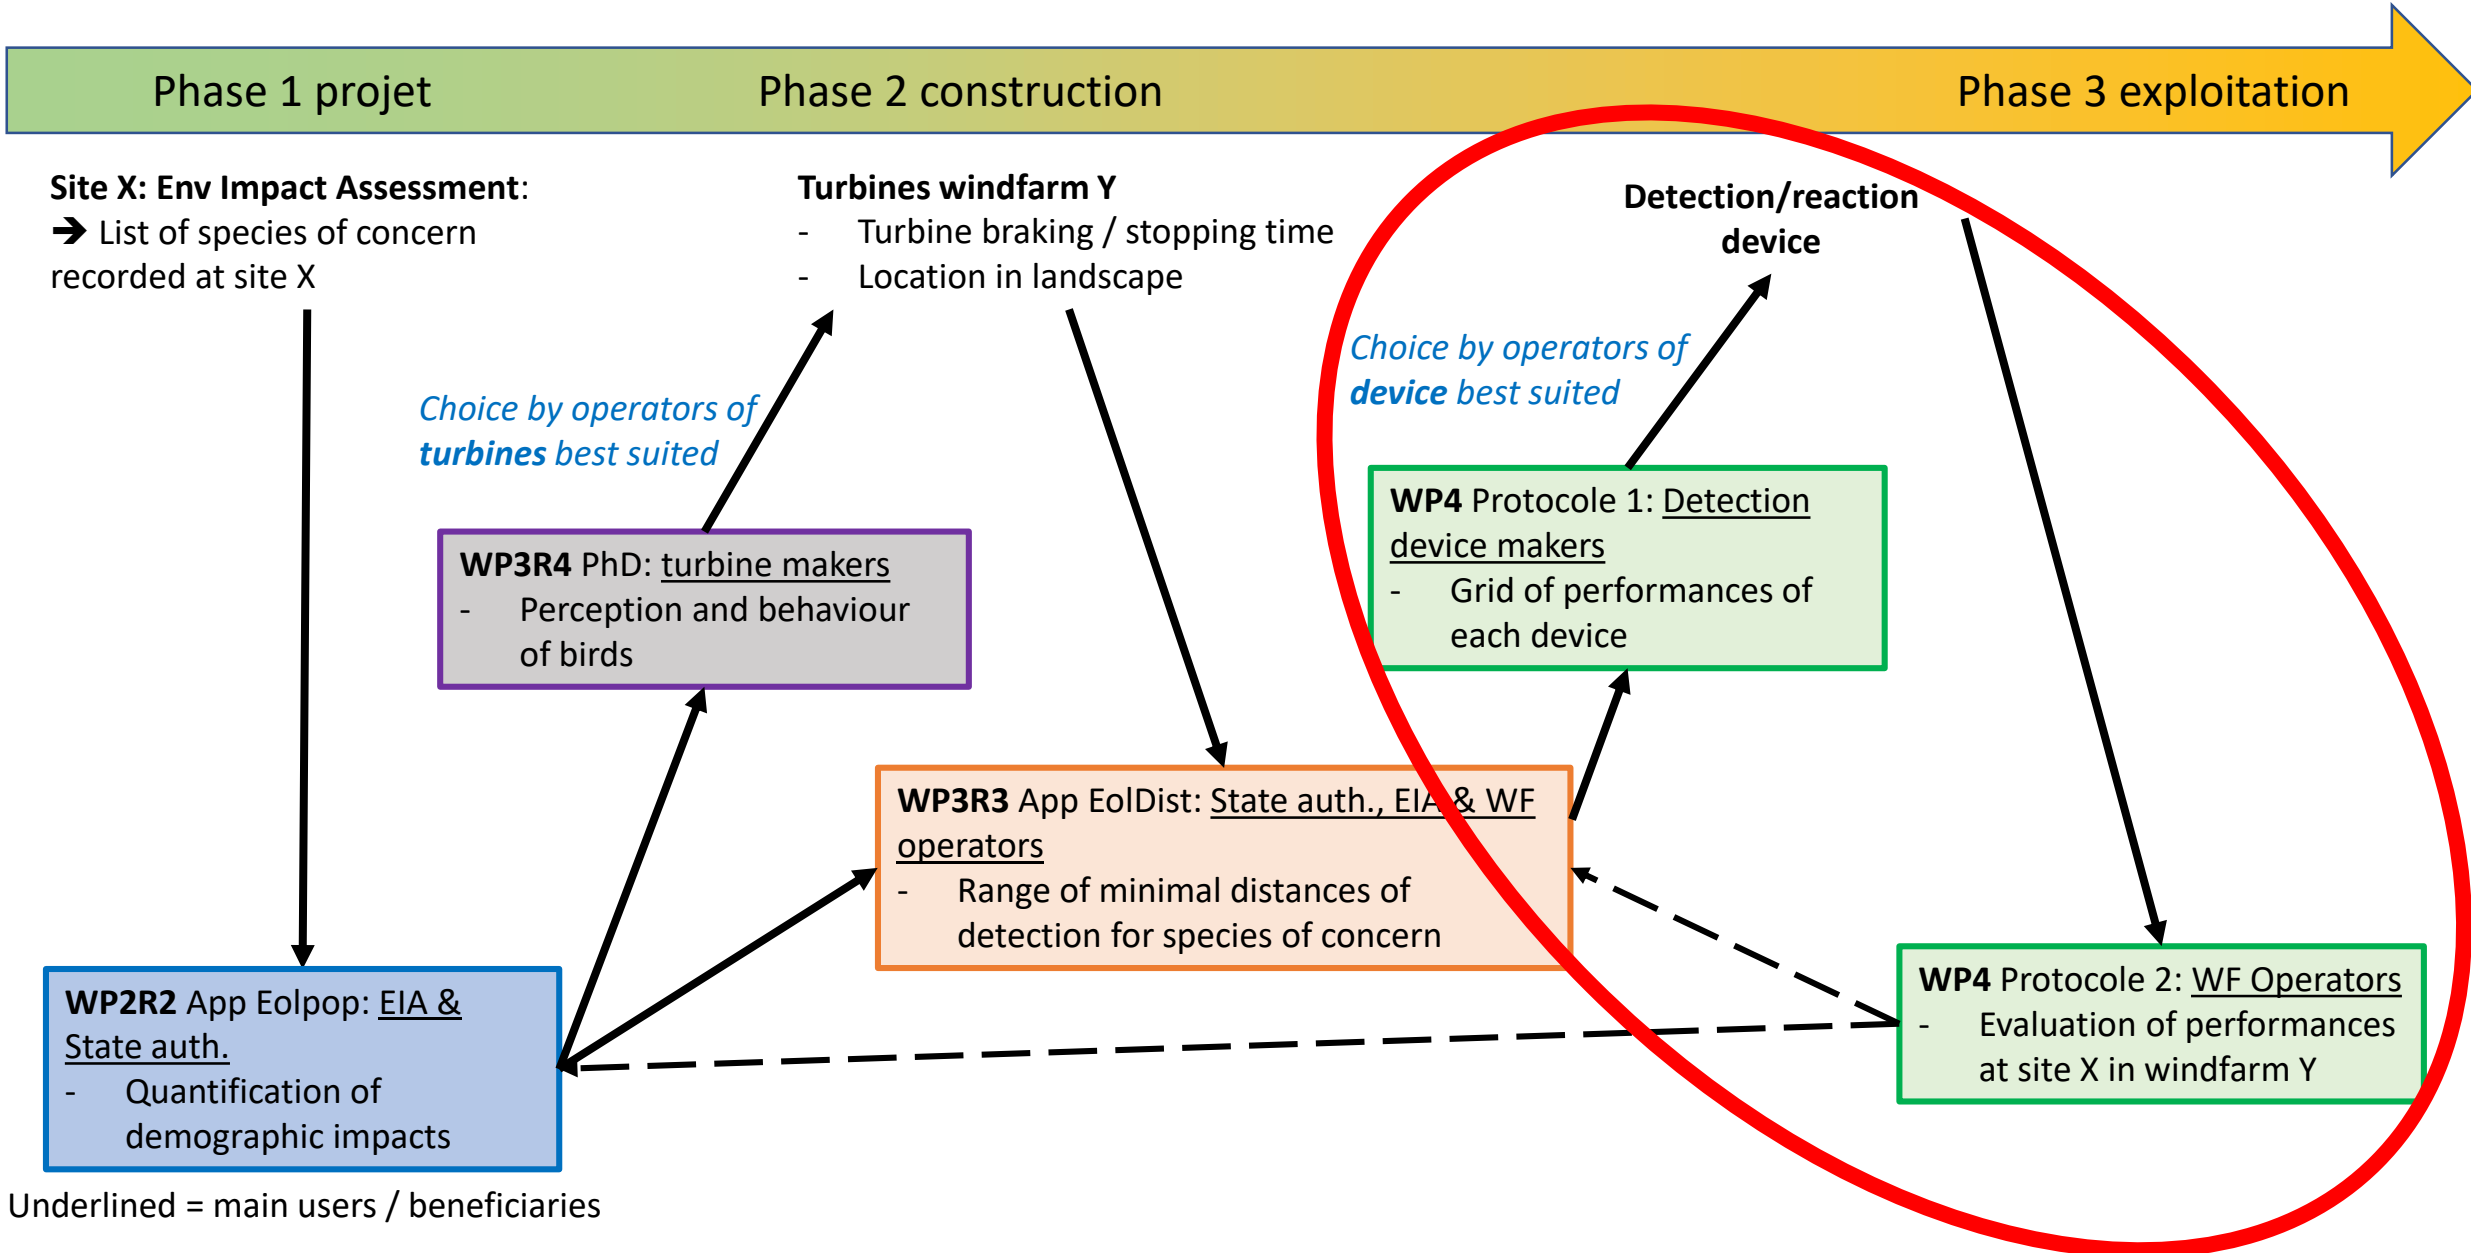 Phase 1 projet
Phase 2 construction
Phase 3 exploitation
Site X: Env Impact Assessment:
➔ List of species of concern
recorded at site X
Turbines windfarm Y
- Turbine braking / stopping time
- Location in landscape
Detection/reaction
device
Choice by operators of
turbines best suited
Choice by operators of
device best suited
WP3R4 PhD: turbine makers
- Perception and behaviour
of birds
WP4 Protocole 1: Detection
device makers
- Grid of performances of
each device
WP3R3 App EolDist: State auth., EIA & WF
operators
- Range of minimal distances of
detection for species of concern
WP2R2 App Eolpop: EIA &
State auth.
- Quantification of
demographic impacts
WP4 Protocole 2: WF Operators
- Evaluation of performances
at site X in windfarm Y
Underlined = main users / beneficiaries